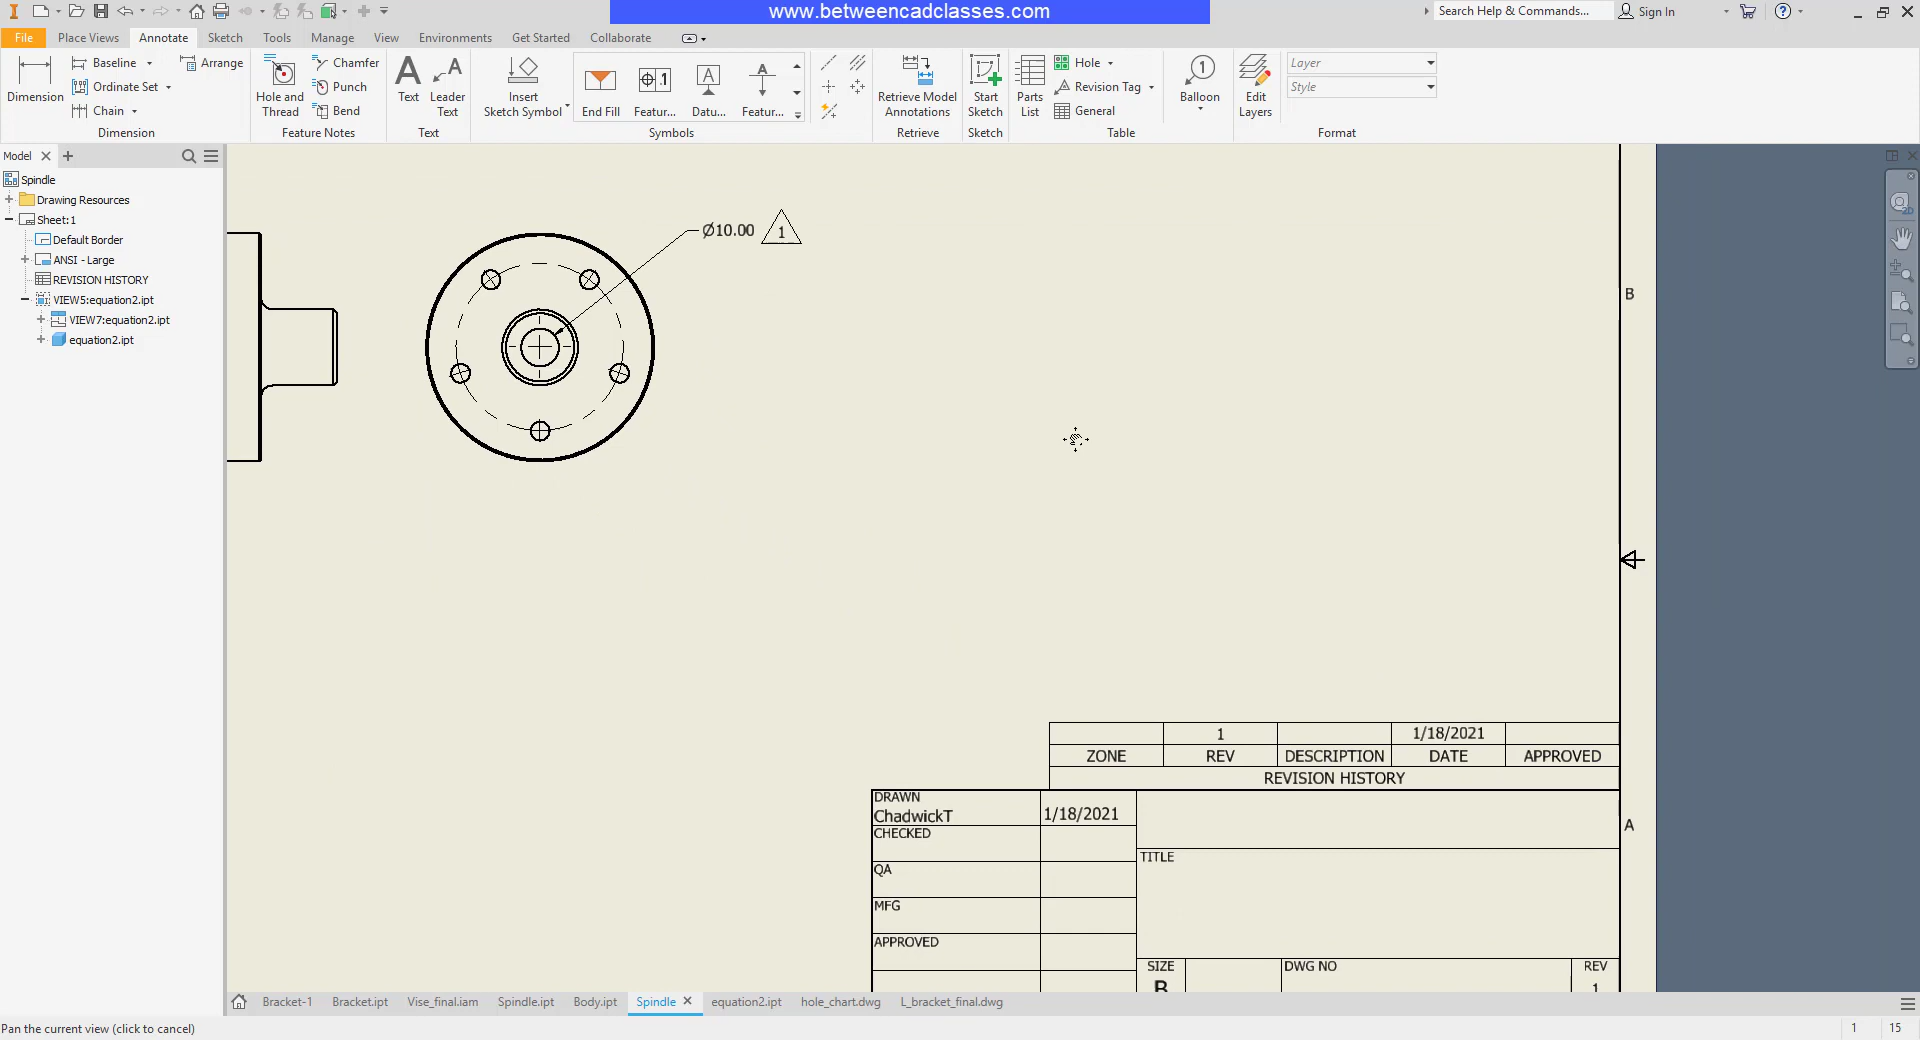 www.betweencadclasses.com
Search Help & Commands...
Sign In
File
Place Views
Annotate
Sketch
Tools
Manage
View
Environments
Get Started
Collaborate
Dimension
Baseline
Arrange
Ordinate Set
Chain
Dimension
Hole and Thread
Chamfer
Punch
Bend
Feature Notes
Text
Leader Text
Text
Insert Sketch Symbol
End Fill
Featur...
Datu...
Featur...
Symbols
Retrieve Model Annotations
Retrieve
Start Sketch
Sketch
Parts List
Hole
Revision Tag
General
Table
Balloon
Edit Layers
Layer
Style
Format
Model
Spindle
Drawing Resources
Sheet:1
Default Border
ANSI - Large
REVISION HISTORY
VIEW5:equation2.ipt
VIEW7:equation2.ipt
equation2.ipt
Ø10.00 1
B
A
1 1/18/2021
ZONE REV DESCRIPTION DATE APPROVED
REVISION HISTORY
DRAWN
ChadwickT 1/18/2021
CHECKED
TITLE
QA
MFG
APPROVED
SIZE DWG NO REV
B 1
Bracket-1 Bracket.ipt Vise_final.iam Spindle.ipt Body.ipt Spindle equation2.ipt hole_chart.dwg L_bracket_final.dwg
Pan the current view (click to cancel) 1 15